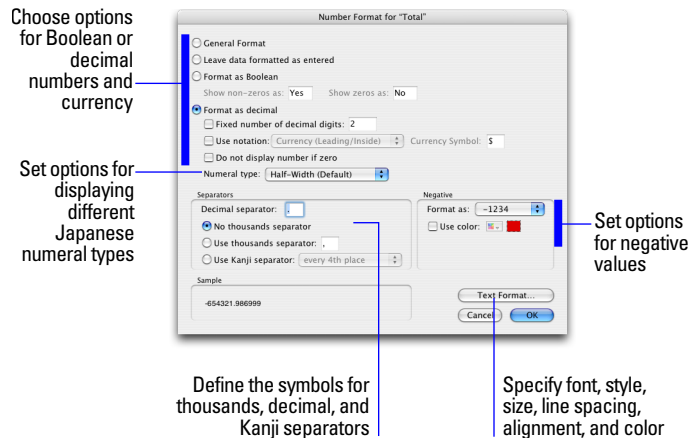 Choose options
for Boolean or
decimal
numbers and
currency
Set options for
displaying
different
Japanese
numeral types
Number Format for "Total"
General Format
Leave data formatted as entered
Format as Boolean
Show non-zeros as: Yes Show zeros as: No
Format as decimal
Fixed number of decimal digits: 2
Use notation: Currency (Leading/Inside) Currency Symbol: $
Do not display number if zero
Numeral type: Half-Width (Default)
Separators
Decimal separator: .
No thousands separator
Use thousands separator: ,
Use Kanji separator: every 4th place
Negative
Format as: -1234
Use color:
Sample
-654321.986999
Text Format...
Cancel OK
Set options
for negative
values
Define the symbols for
thousands, decimal, and
Kanji separators
Specify font, style,
size, line spacing,
alignment, and color